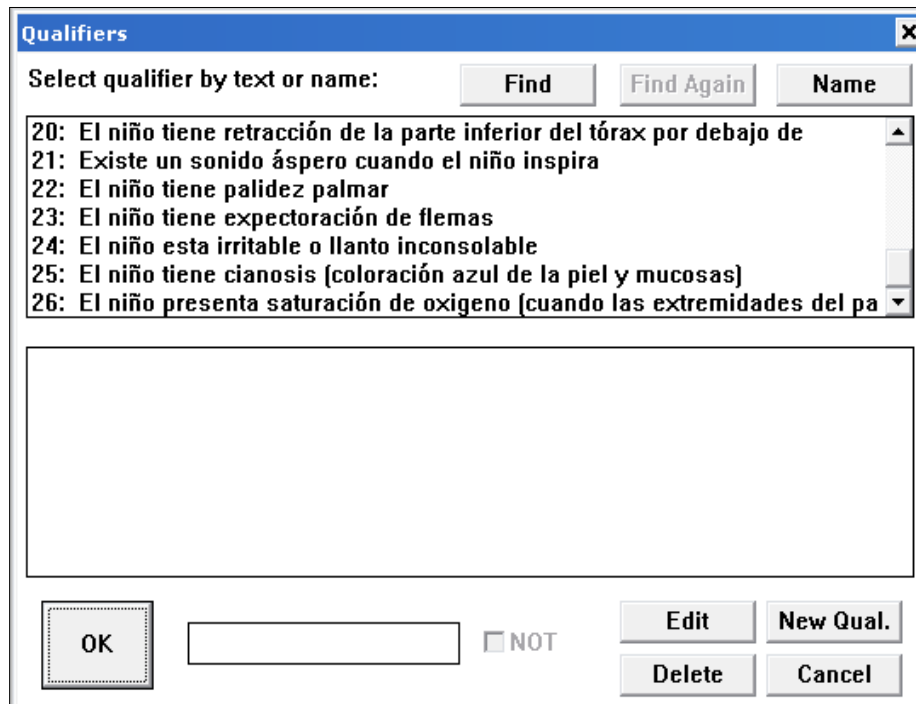 Qualifiers
Select qualifier by text or name:
Find
Find Again
Name
20: El niño tiene retracción de la parte inferior del tórax por debajo de
21: Existe un sonido áspero cuando el niño inspira
22: El niño tiene palidez palmar
23: El niño tiene expectoración de flemas
24: El niño esta irritable o llanto inconsolable
25: El niño tiene cianosis (coloración azul de la piel y mucosas)
26: El niño presenta saturación de oxigeno (cuando las extremidades del pa
OK
NOT
Edit
New Qual.
Delete
Cancel